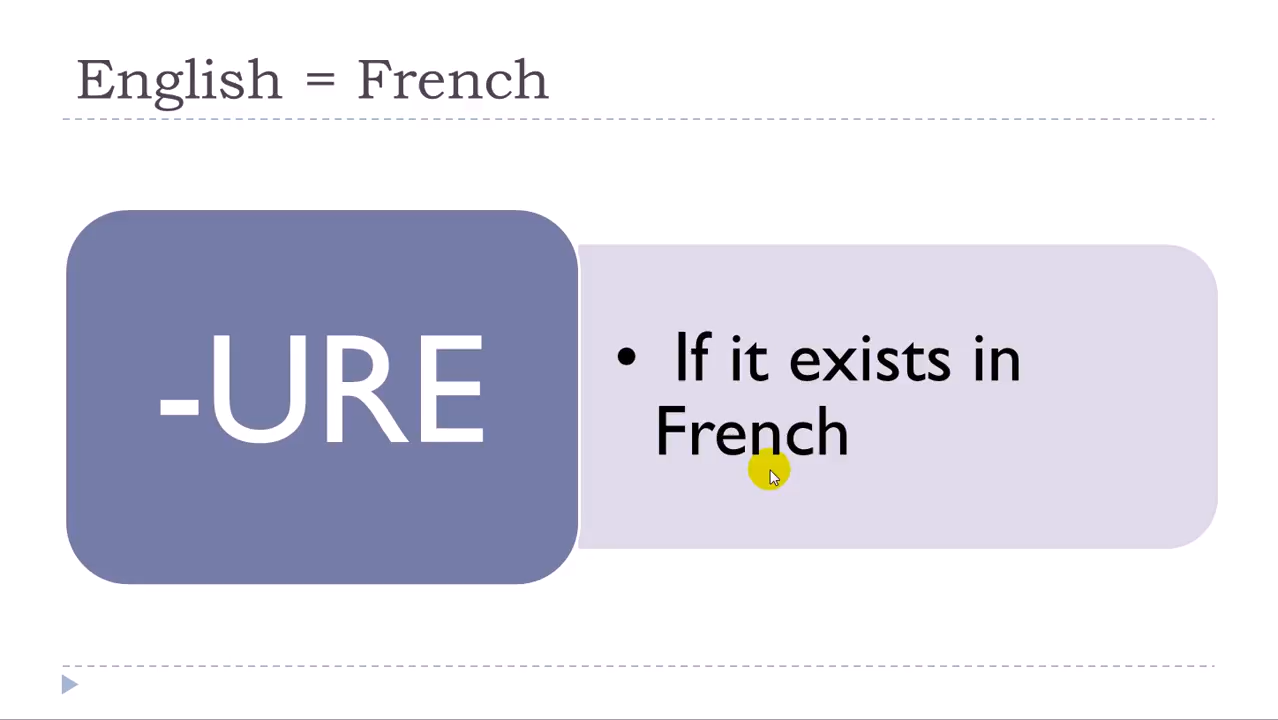 English = French
-URE
• If it exists in
French